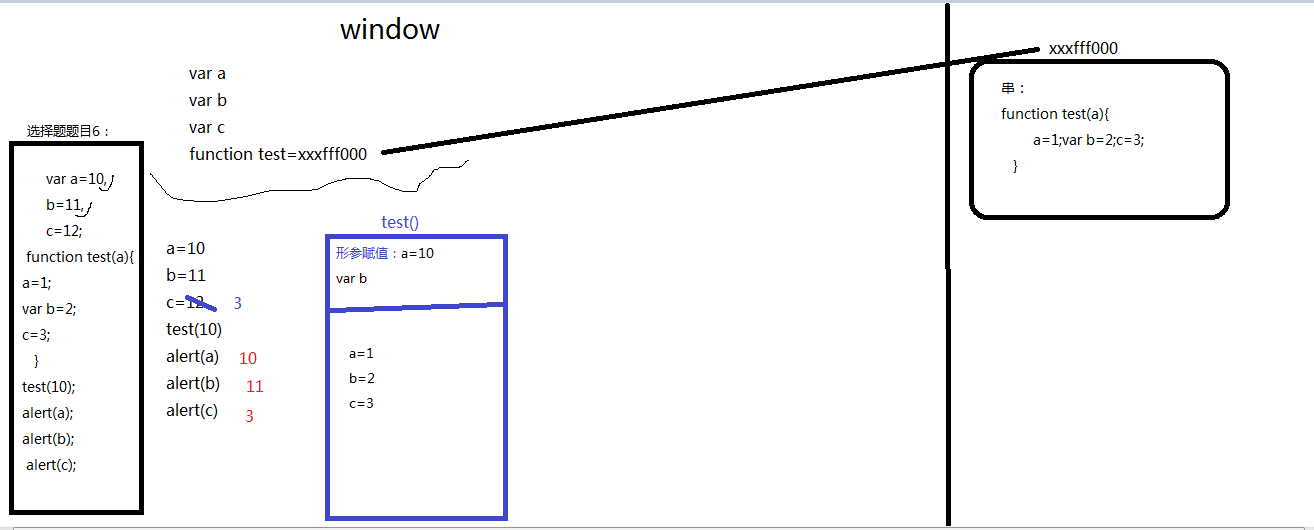 window
var a
var b
var c
function test=xxxfff000
xxxfff000
串：
function test(a){
a=1;var b=2;c=3;
}
选择题题目6：
var a=10,
b=11,
c=12;
function test(a){
a=1;
var b=2;
c=3;
}
test(10);
alert(a);
alert(b);
alert(c);
a=10
b=11
c=12 3
test(10)
alert(a) 10
alert(b) 11
alert(c) 3
test()
形参赋值：a=10
var b
a=1
b=2
c=3